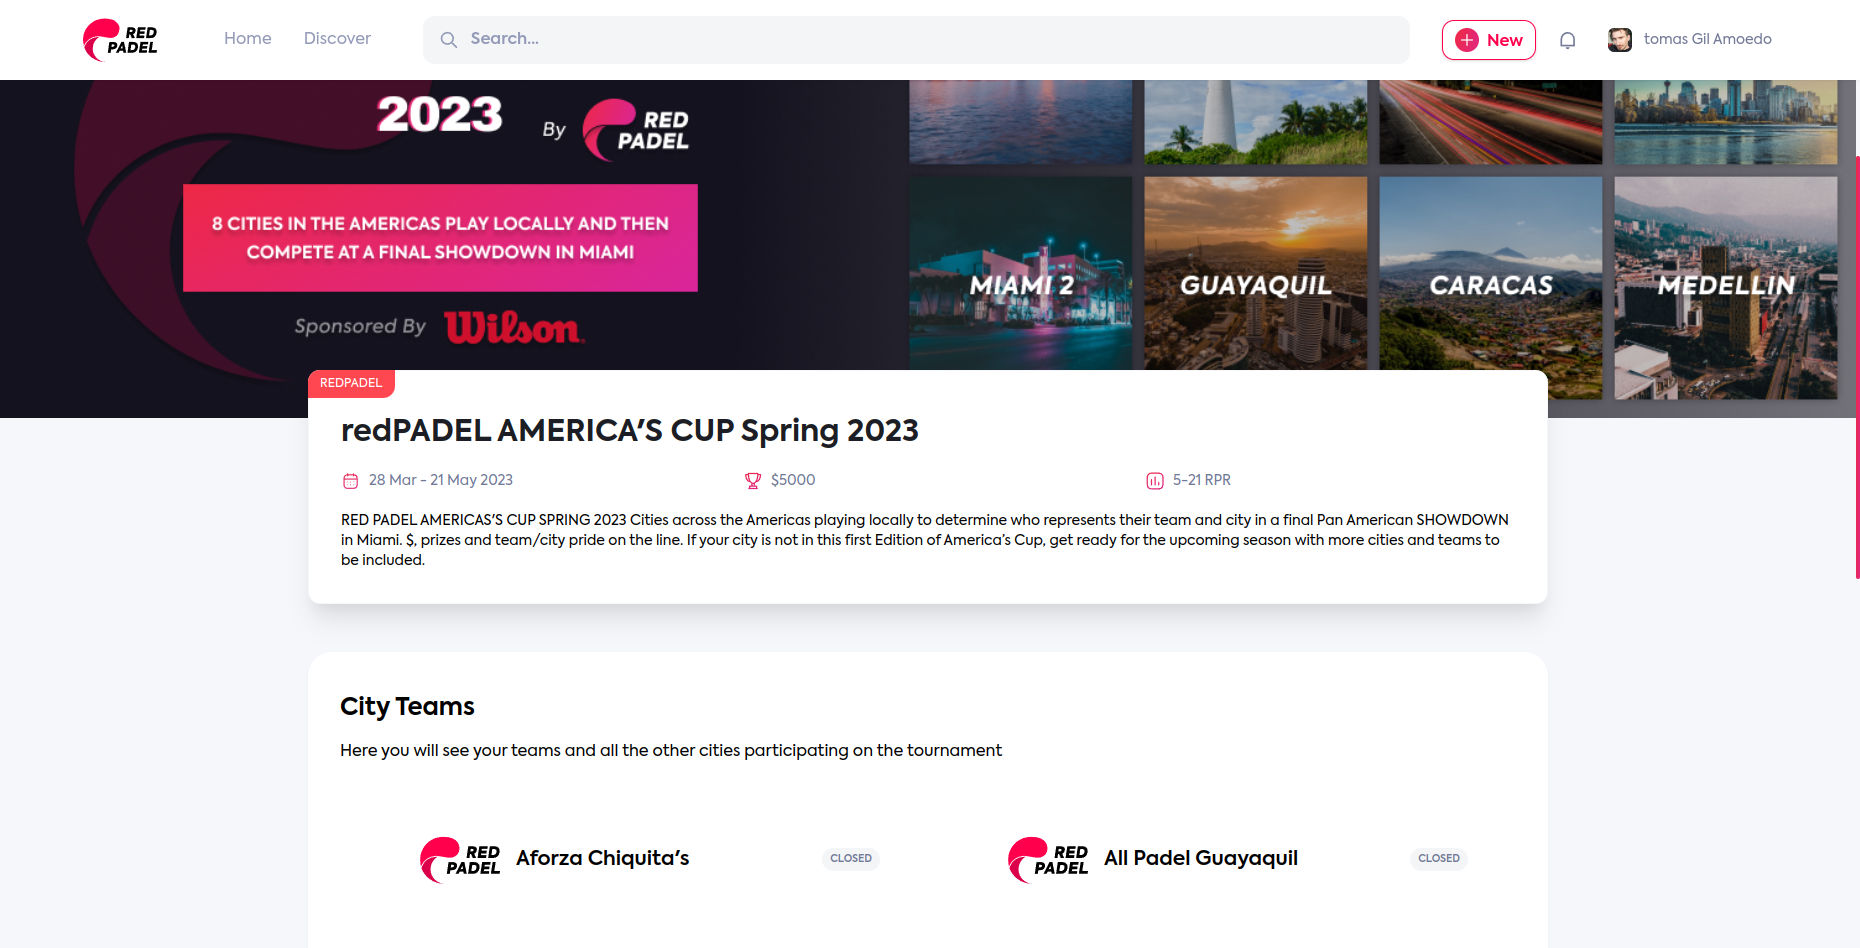 RED
PADEL
Home
Discover
Search...
New
tomas Gil Amoedo
2023
By
RED
PADEL
8 CITIES IN THE AMERICAS PLAY LOCALLY AND THEN
COMPETE AT A FINAL SHOWDOWN IN MIAMI
Sponsored By
Wilson.
MIAMI 2
GUAYAQUIL
CARACAS
MEDELLIN
REDPADEL
redPADEL AMERICA'S CUP Spring 2023
28 Mar - 21 May 2023
$5000
5-21 RPR
RED PADEL AMERICAS'S CUP SPRING 2023 Cities across the Americas playing locally to determine who represents their team and city in a final Pan American SHOWDOWN
in Miami. $, prizes and team/city pride on the line. If your city is not in this first Edition of America's Cup, get ready for the upcoming season with more cities and teams to
be included.
City Teams
Here you will see your teams and all the other cities participating on the tournament
RED
PADEL
Aforza Chiquita's
CLOSED
RED
PADEL
All Padel Guayaquil
CLOSED